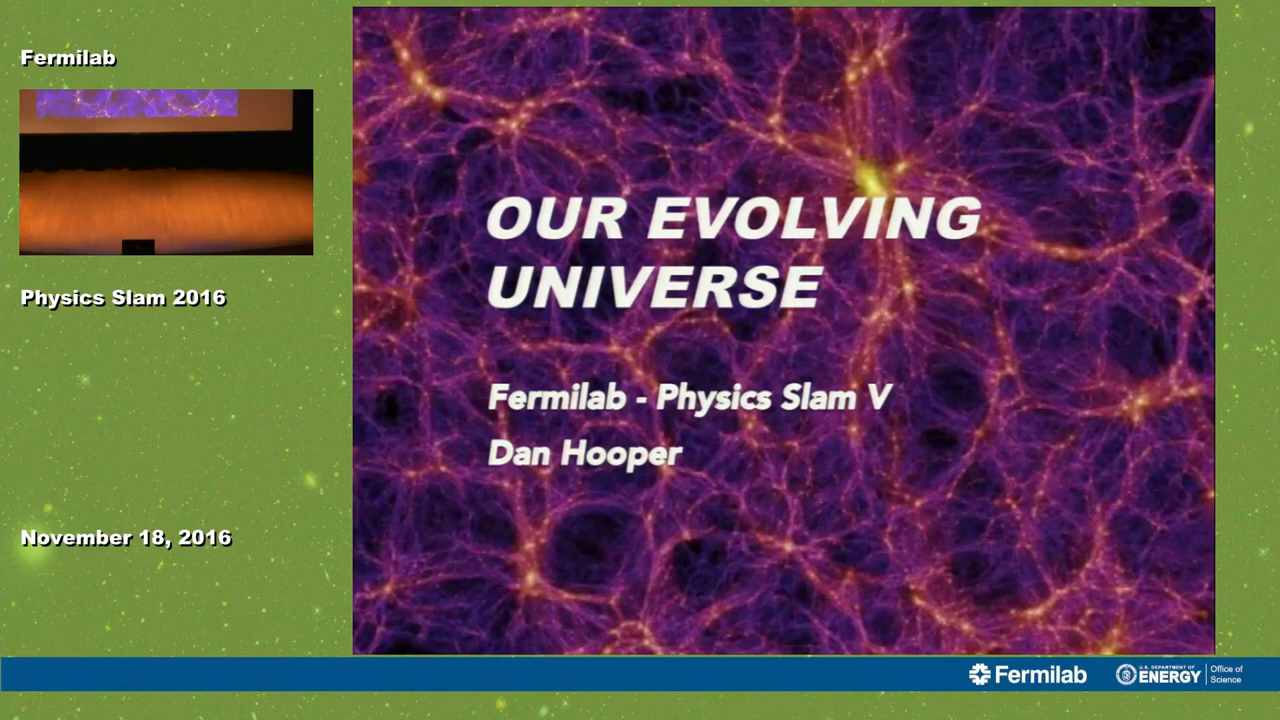 Fermilab
Physics Slam 2016
November 18, 2016
OUR EVOLVING
UNIVERSE
Fermilab - Physics Slam V
Dan Hooper
Fermilab
U.S. DEPARTMENT OF
ENERGY
Office of
Science